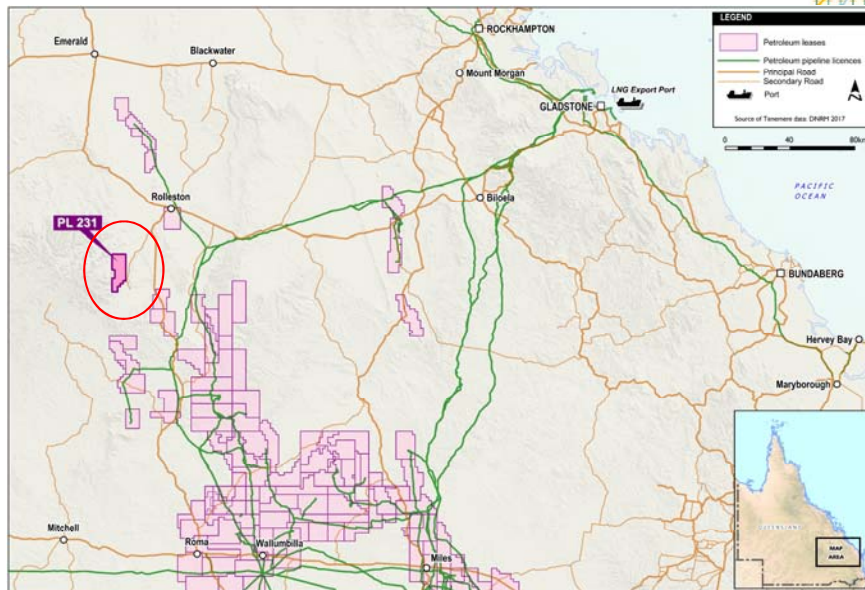 ROCKHAMPTON
LEGEND
Emerald
Blackwater
Mount Morgan
Petroleum leases
Petroleum pipeline licences
Principal Road
Secondary Road
Port
LNG Export Port
GLADSTONE
Source of Tenement data: DNRM 2017
0 40 80km
Rolleston
Biloela
PACIFIC
OCEAN
PL 231
BUNDABERG
Hervey Bay
Maryborough
Mitchell
Roma
Wallumbilla
Miles
QUEENSLAND
MAP
AREA